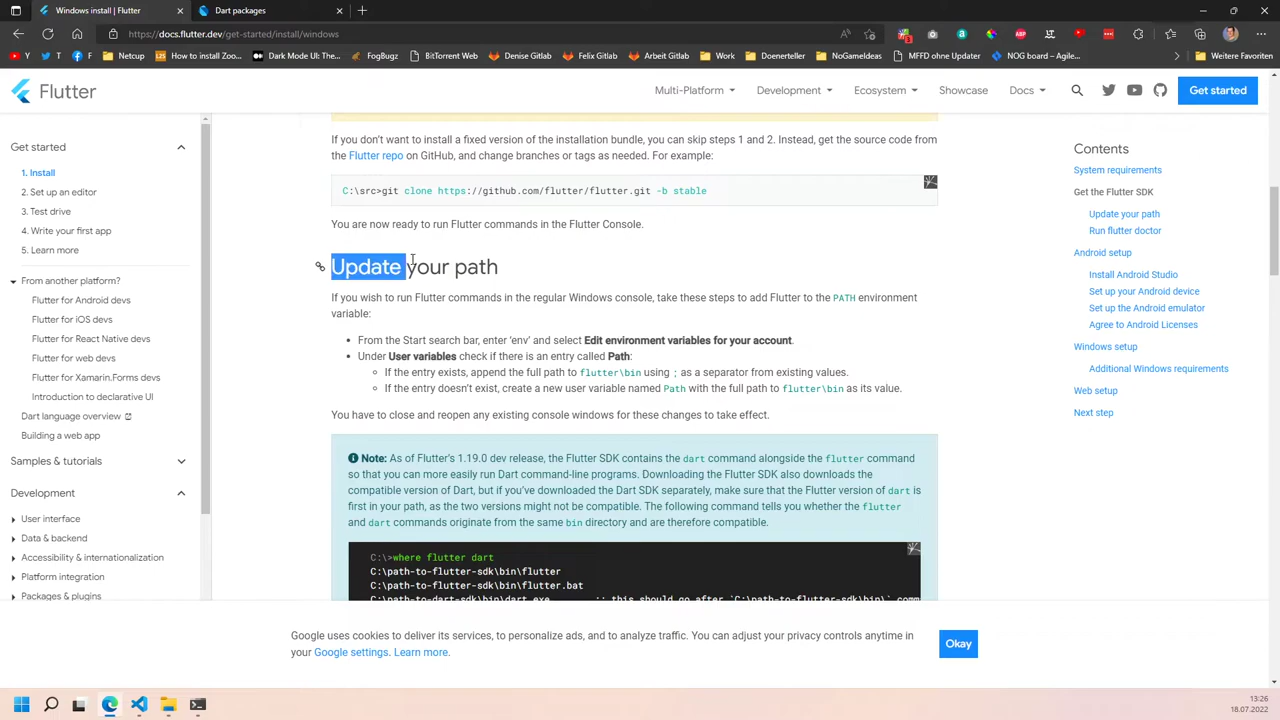 Windows install | Flutter
Dart packages
https://docs.flutter.dev/get-started/install/windows
Y
T
F
Netcup
How to Install Zood...
Dark Mode UI: The...
FogBugz
BitTorrent Web
Denise Gitlab
Felix Gitlab
Arbeit Gitlab
Work
Doenerteller
NoGameIdeas
MFFD ohne Widgets
NOG board – Agile...
Weitere Favoriten
Flutter
Multi-Platform
Development
Ecosystem
Showcase
Docs
Get started
Get started
1. Install
2. Set up an editor
3. Test drive
4. Write your first app
5. Learn more
From another platform?
Flutter for Android devs
Flutter for iOS devs
Flutter for React Native devs
Flutter for web devs
Flutter for Xamarin.Forms devs
Introduction to declarative UI
Dart language overview
Building a web app
Samples & tutorials
Development
User interface
Data & backend
Accessibility & internationalization
Platform integration
Packages & plugins
If you don’t want to install a fixed version of the installation bundle, you can skip steps 1 and 2. Instead, get the source code from
the Flutter repo on GitHub, and change branches or tags as needed. For example:
C:\src>git clone https://github.com/flutter/flutter.git -b stable
You are now ready to run Flutter commands in the Flutter Console.
Update your path
If you wish to run Flutter commands in the regular Windows console, take these steps to add Flutter to the PATH environment
variable:
From the Start search bar, enter ‘env’ and select Edit environment variables for your account.
Under User variables check if there is an entry called Path:
If the entry exists, append the full path to flutter\bin using ; as a separator from existing values.
If the entry doesn’t exist, create a new user variable named Path with the full path to flutter\bin as its value.
You have to close and reopen any existing console windows for these changes to take effect.
Note: As of Flutter’s 1.19.0 dev release, the Flutter SDK contains the dart command alongside the flutter command
so that you can more easily run Dart command-line programs. Downloading the Flutter SDK also downloads the
compatible version of Dart, but if you’ve downloaded the Dart SDK separately, make sure that the Flutter version of dart is
first in your path, as the two versions might not be compatible. The following command tells you whether the flutter
and dart commands originate from the same bin directory and are therefore compatible.
C:\>where flutter dart
C:\path-to-flutter-sdk\bin\flutter
C:\path-to-flutter-sdk\bin\flutter.bat
C:\path-to-dart-sdk\bin\dart.exe :: this should go after `C:\path-to-flutter-sdk\bin\` comm
Contents
System requirements
Get the Flutter SDK
Update your path
Run flutter doctor
Android setup
Install Android Studio
Set up your Android device
Set up the Android emulator
Agree to Android Licenses
Windows setup
Additional Windows requirements
Web setup
Next step
Google uses cookies to deliver its services, to personalize ads, and to analyze traffic. You can adjust your privacy controls anytime in
your Google settings. Learn more.
Okay
13:26
18.07.2022